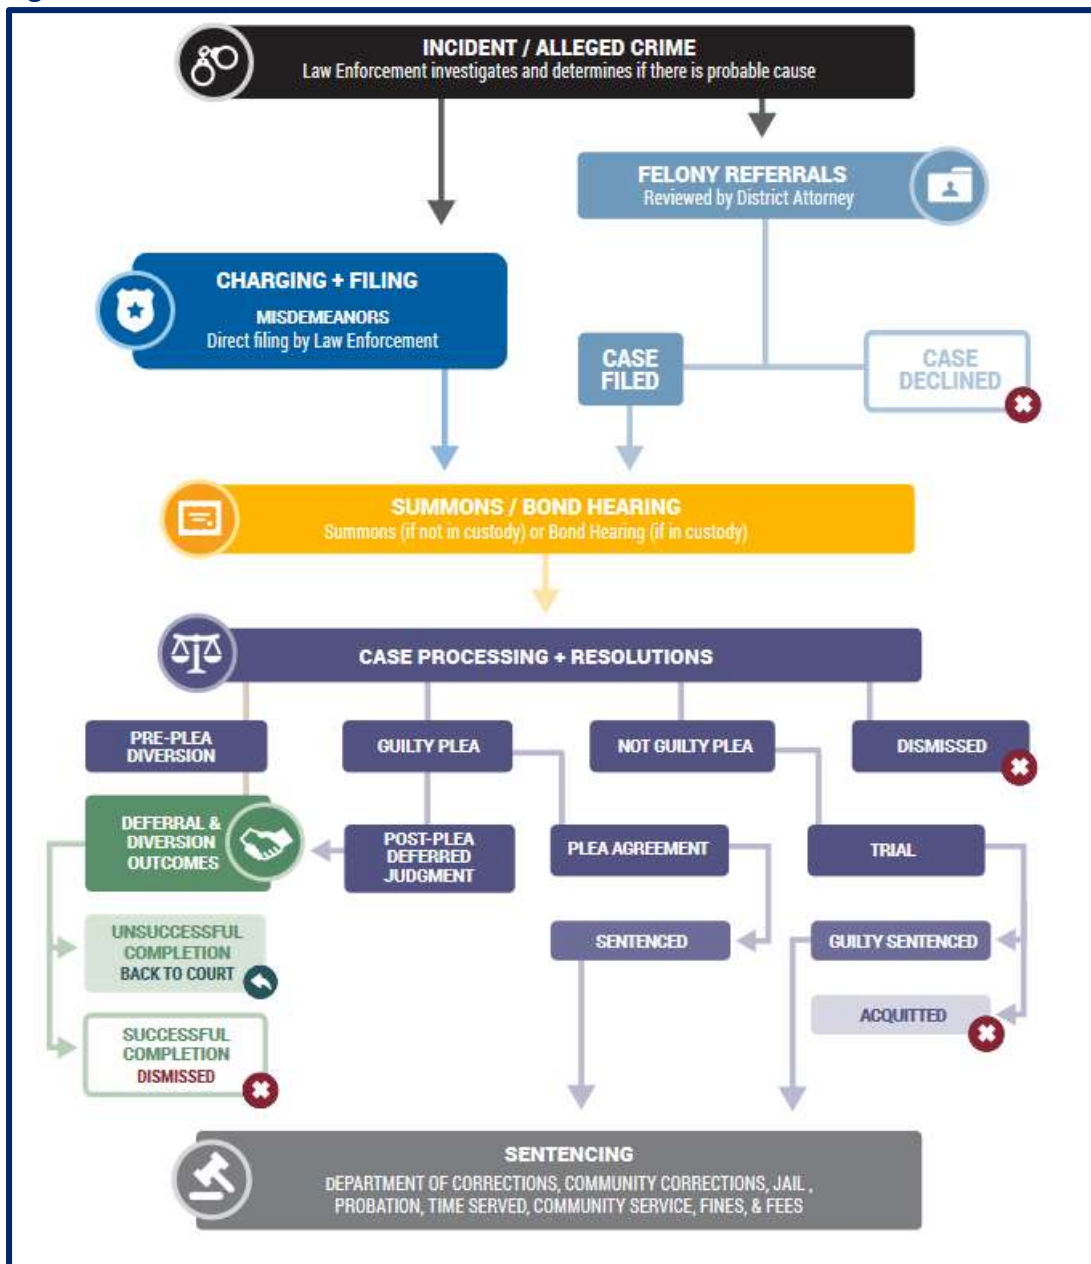 INCIDENT / ALLEGED CRIME
Law Enforcement investigates and determines if there is probable cause
FELONY REFERRALS
Reviewed by District Attorney
CHARGING + FILING
MISDEMEANORS
Direct filing by Law Enforcement
CASE
FILED
CASE
DECLINED
SUMMONS / BOND HEARING
Summons (if not in custody) or Bond Hearing (if in custody)
CASE PROCESSING + RESOLUTIONS
PRE-PLEA
DIVERSION
GUILTY PLEA
NOT GUILTY PLEA
DISMISSED
DEFERRAL &
DIVERSION
OUTCOMES
POST-PLEA
DEFERRED
JUDGMENT
PLEA AGREEMENT
TRIAL
UNSUCCESSFUL
COMPLETION
BACK TO COURT
SENTENCED
GUILTY SENTENCED
ACQUITTED
SUCCESSFUL
COMPLETION
DISMISSED
SENTENCING
DEPARTMENT OF CORRECTIONS, COMMUNITY CORRECTIONS, JAIL ,
PROBATION, TIME SERVED, COMMUNITY SERVICE, FINES, & FEES